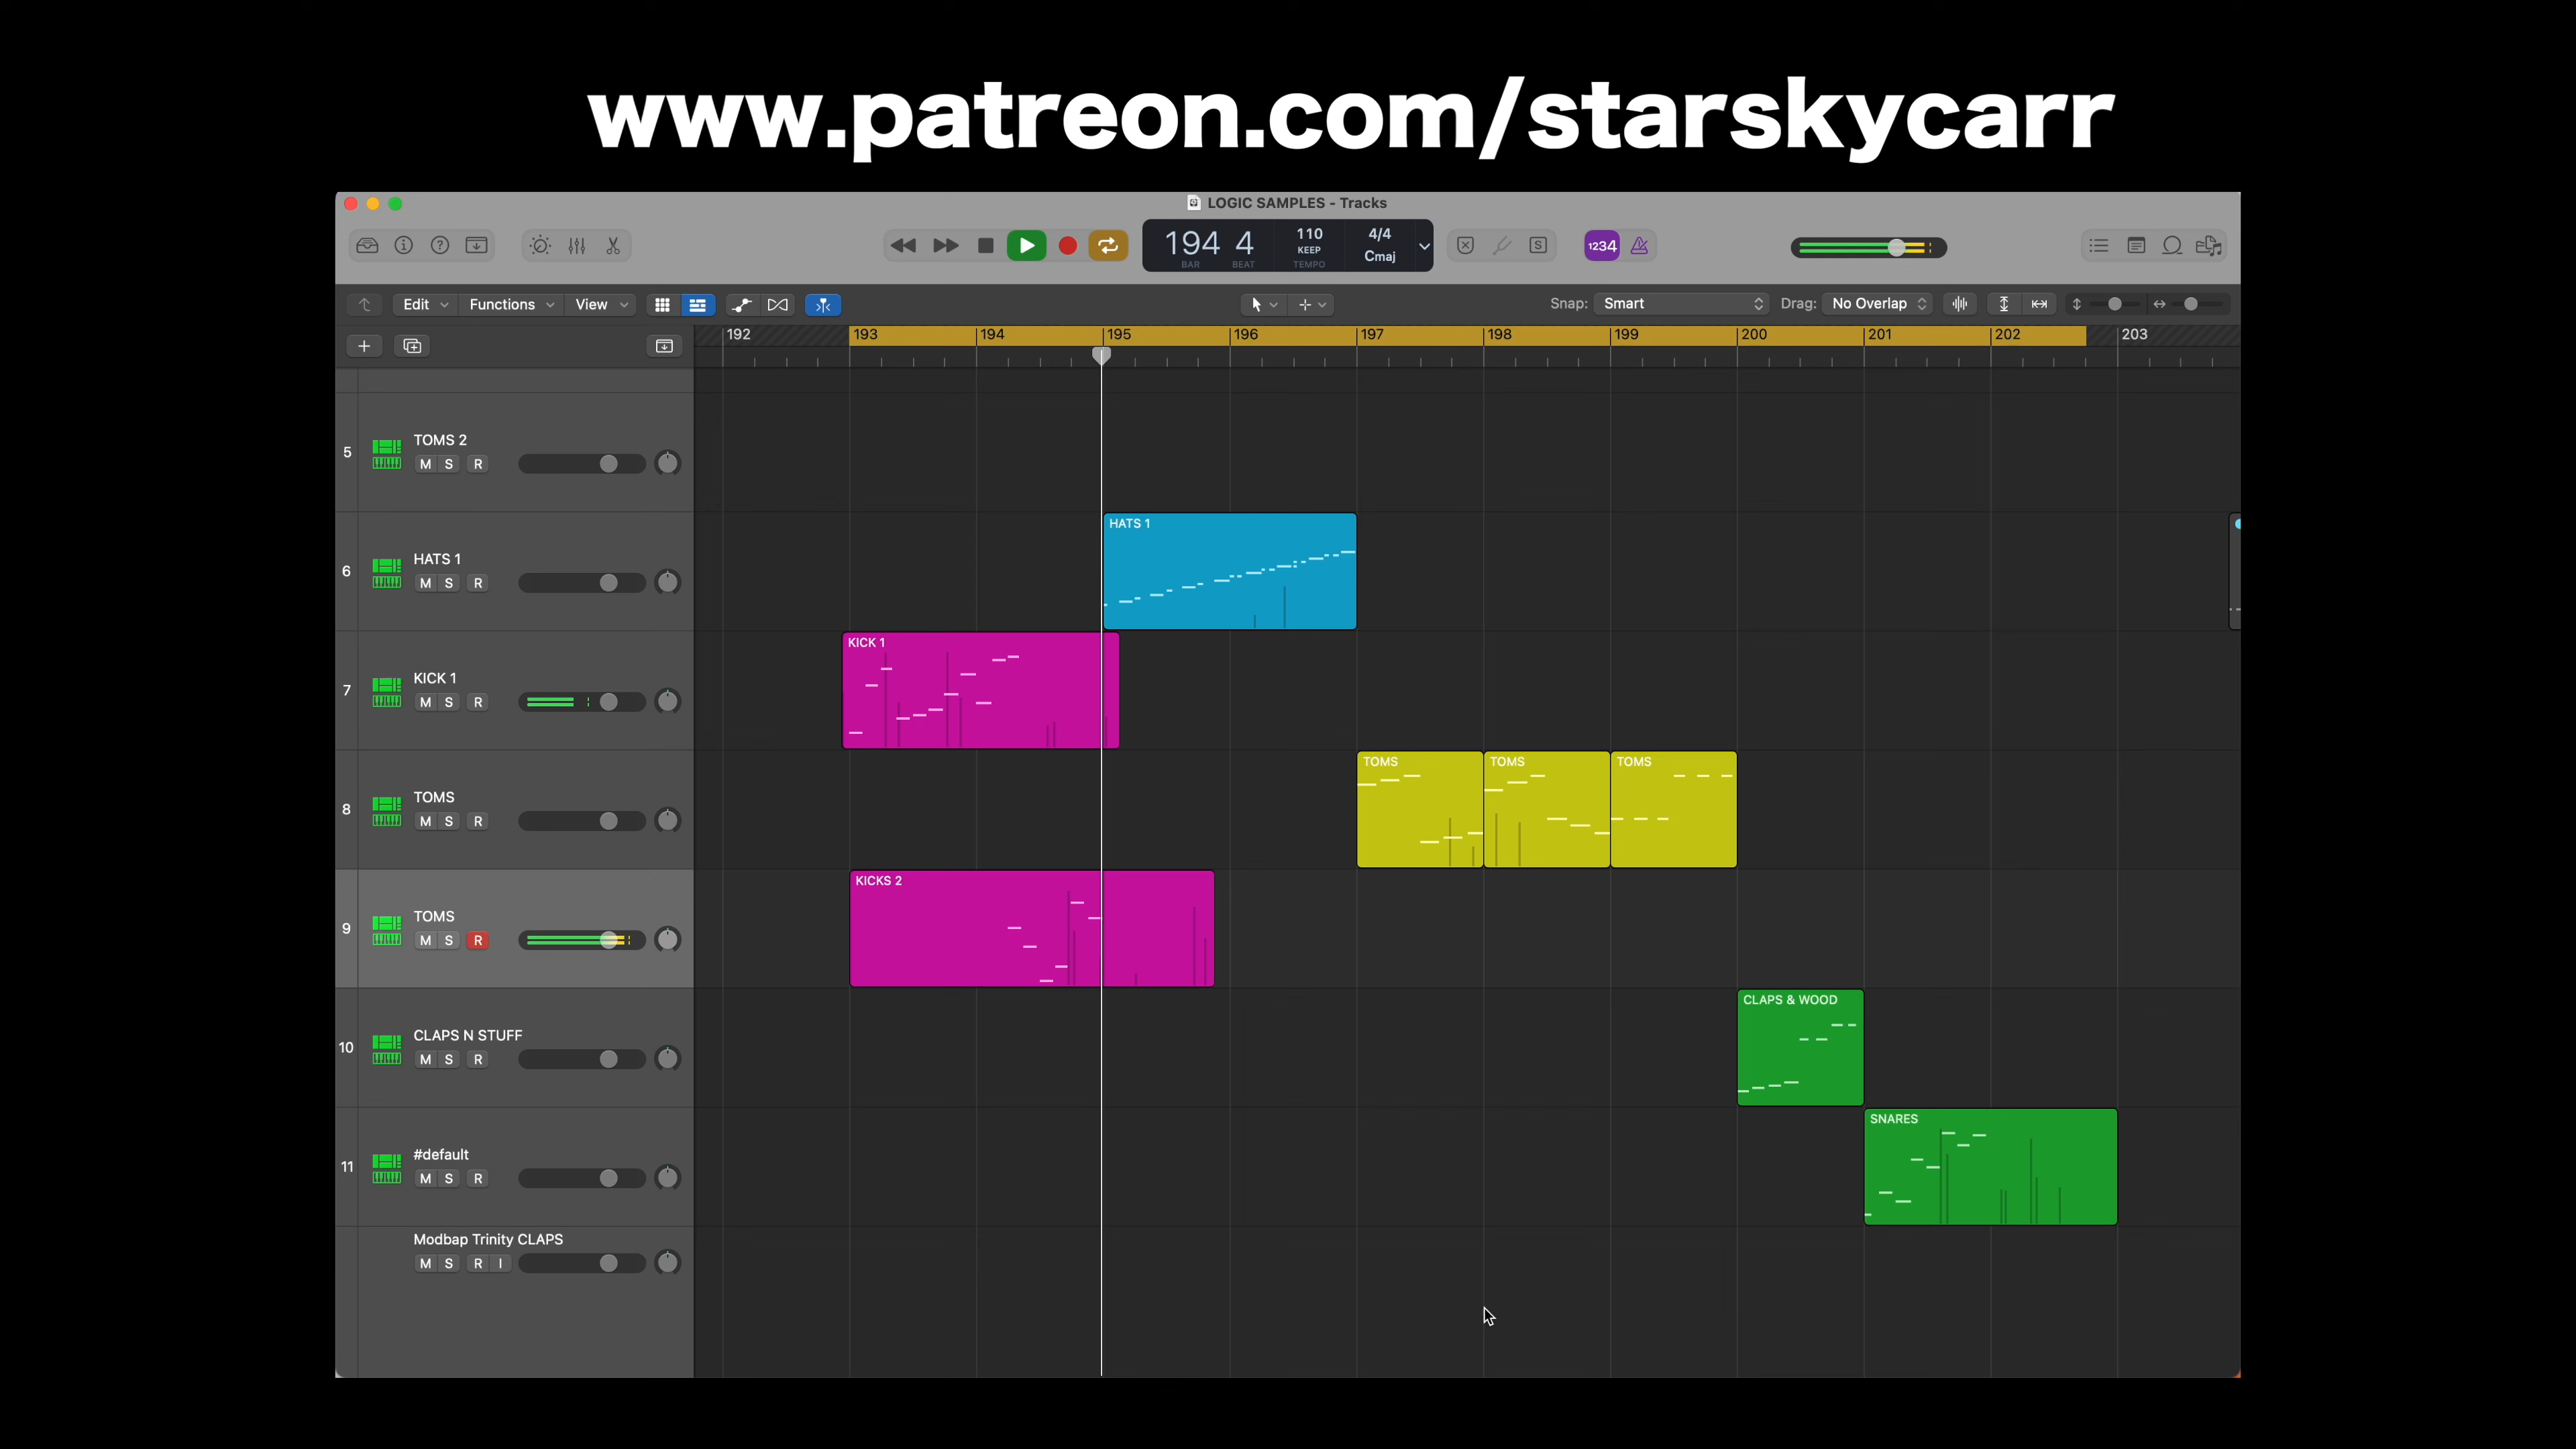 www.patreon.com/starskycarr
LOGIC SAMPLES - Tracks
194 4 110 KEEP 4/4 Cmaj
BAR BEAT TEMPO
S 1234
Edit Functions View Snap: Smart Drag: No Overlap
192 193 194 195 196 197 198 199 200 201 202 203
5 TOMS 2
M S R
HATS 1
6 HATS 1
M S R
KICK 1
7 KICK 1
M S R
TOMS TOMS TOMS
8 TOMS
M S R
KICKS 2
9 TOMS
M S R
CLAPS & WOOD
10 CLAPS N STUFF
M S R
SNARES
11 #default
M S R
Modbap Trinity CLAPS
M S R I